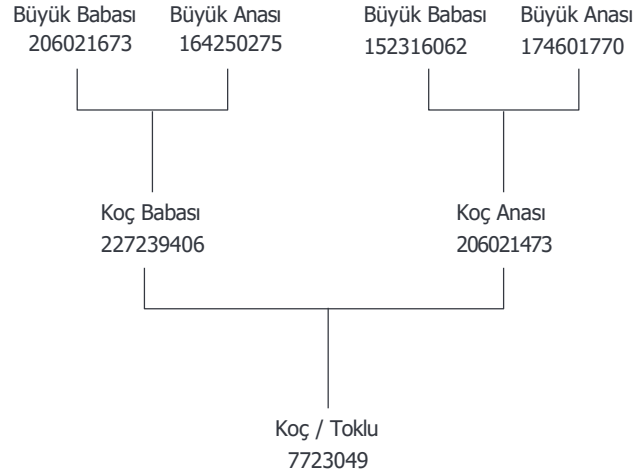 Büyük Babası Büyük Anası Büyük Babası Büyük Anası
206021673 164250275 152316062 174601770
Koç Babası Koç Anası
227239406 206021473
Koç / Toklu
7723049